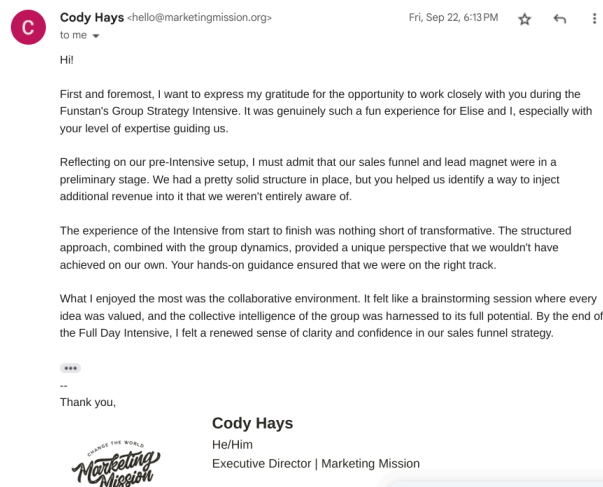 C
Cody Hays <hello@marketingmission.org>
Fri, Sep 22, 6:13 PM
to me
Hi!
First and foremost, I want to express my gratitude for the opportunity to work closely with you during the
Funstan's Group Strategy Intensive. It was genuinely such a fun experience for Elise and I, especially with
your level of expertise guiding us.
Reflecting on our pre-Intensive setup, I must admit that our sales funnel and lead magnet were in a
preliminary stage. We had a pretty solid structure in place, but you helped us identify a way to inject
additional revenue into it that we weren't entirely aware of.
The experience of the Intensive from start to finish was nothing short of transformative. The structured
approach, combined with the group dynamics, provided a unique perspective that we wouldn't have
achieved on our own. Your hands-on guidance ensured that we were on the right track.
What I enjoyed the most was the collaborative environment. It felt like a brainstorming session where every
idea was valued, and the collective intelligence of the group was harnessed to its full potential. By the end of
the Full Day Intensive, I felt a renewed sense of clarity and confidence in our sales funnel strategy.
--
Thank you,
CHANGE THE WORLD
Marketing
Mission
Cody Hays
He/Him
Executive Director | Marketing Mission